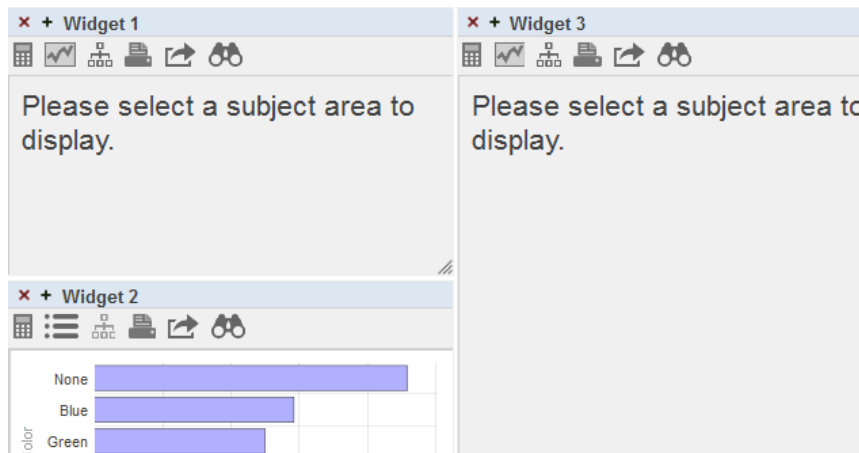 Widget 1
Please select a subject area to
display.
Widget 3
Please select a subject area to
display.
Widget 2
None
Blue
Green